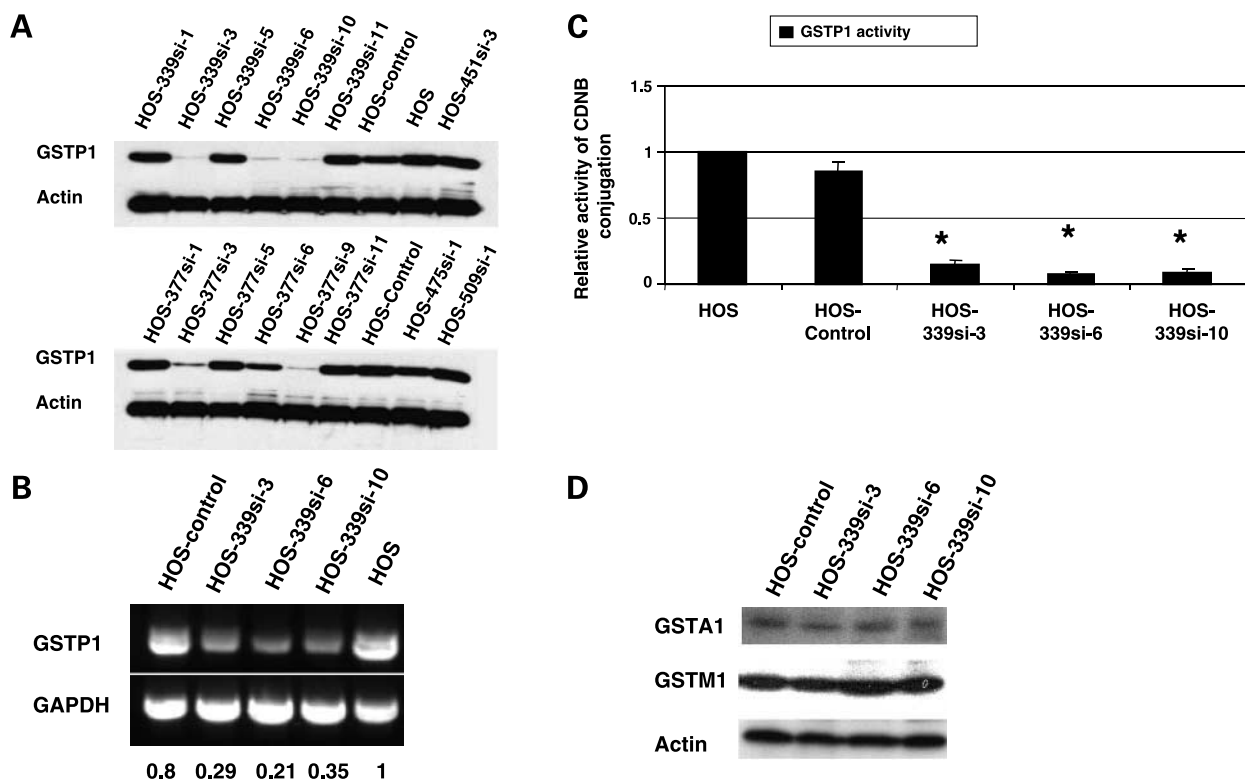 A
HOS-339si-1
HOS-339si-3
HOS-339si-5
HOS-339si-6
HOS-339si-10
HOS-339si-11
HOS-control
HOS
HOS-451si-3
GSTP1
Actin
HOS-377si-1
HOS-377si-3
HOS-377si-5
HOS-377si-6
HOS-377si-9
HOS-377si-11
HOS-Control
HOS-475si-1
HOS-509si-1
GSTP1
Actin
B
HOS-control
HOS-339si-3
HOS-339si-6
HOS-339si-10
HOS
GSTP1
GAPDH
0.8 0.29 0.21 0.35 1
C
GSTP1 activity
Relative activity of CDNB
conjugation
1.5
1
0.5
0
HOS
HOS-
Control
HOS-
339si-3
HOS-
339si-6
HOS-
339si-10
* * *
D
HOS-control
HOS-339si-3
HOS-339si-6
HOS-339si-10
GSTA1
GSTM1
Actin